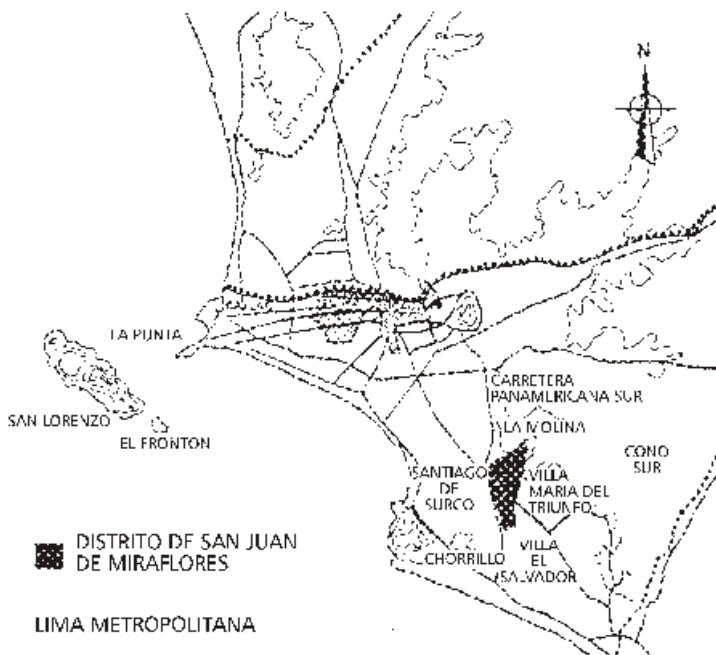 N
LA PUNTA
SAN LORENZO
EL FRONTON
CARRETERA
PANAMERICANA SUR
LA MOLINA
CONO
SUR
SANTIAGO
DE
SURCO
VILLA
MARIA DEL
TRIUNFO
CHORRILLO
VILLA
EL
SALVADOR
DISTRITO DE SAN JUAN
DE MIRAFLORES
LIMA METROPOLITANA